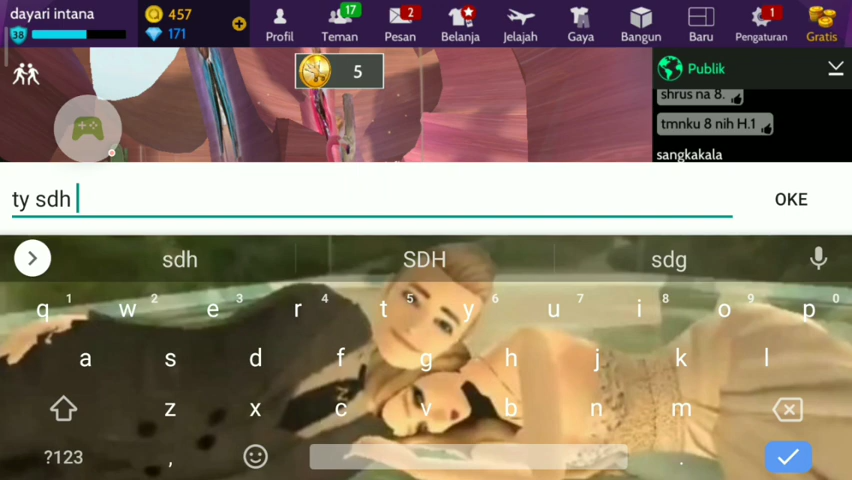 dayari intana
38
457
171
17
2
1
Profil
Teman
Pesan
Belanja
Jelajah
Gaya
Bangun
Baru
Pengaturan
Gratis
5
Publik
shrus na 8.
tmnku 8 nih H.1
sangkakala
ty sdh
OKE
sdh
SDH
sdg
1 2 3 4 5 6 7 8 9 0
q w e r t y u i o p
a s d f g h j k l
z x c v b n m
?123 , .